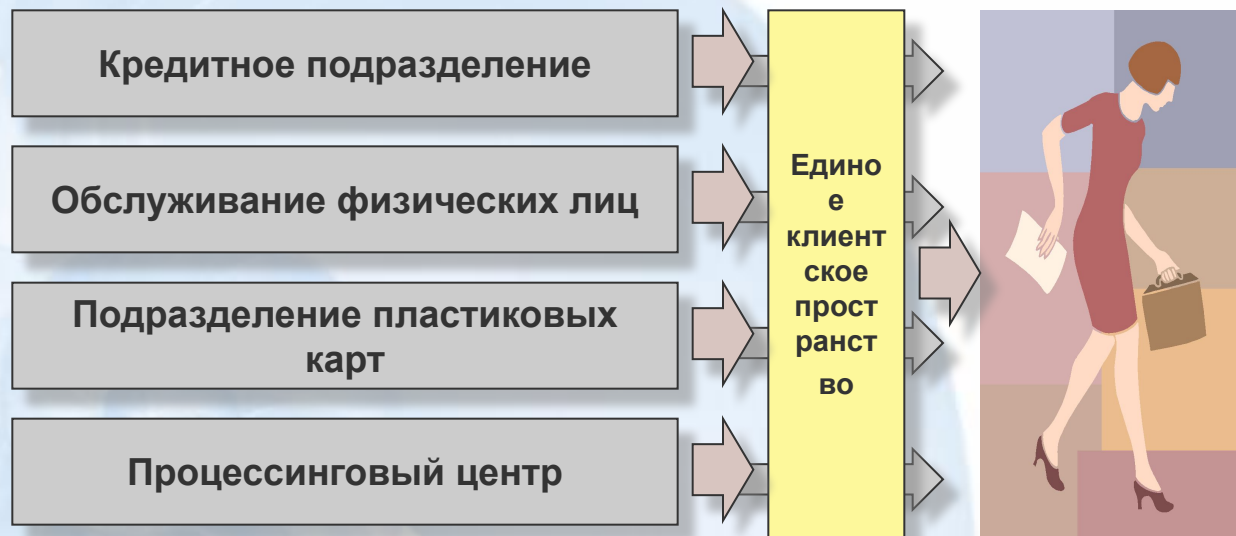 Кредитное подразделение
Обслуживание физических лиц
Подразделение пластиковых
карт
Процессинговый центр
Едино
е
клиент
ское
прост
ранст
во